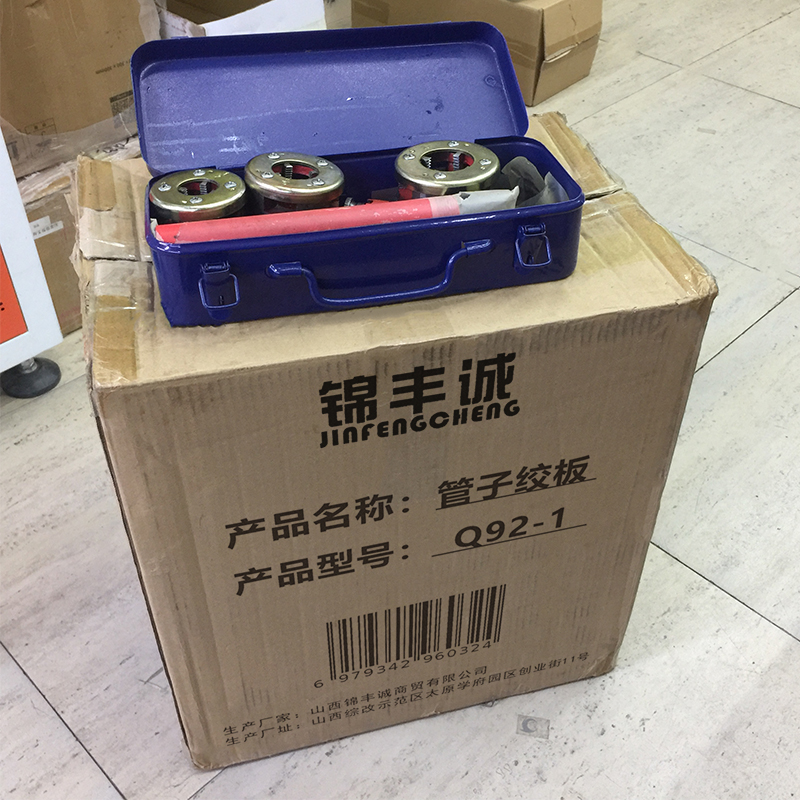 锦丰诚
JINFENGCHENG
产品名称：管子绞板
产品型号：Q92-1
6 979342 960324
生产厂家：山西锦丰诚商贸有限公司
生产厂址：山西综改示范区太原学府园区创业街11号